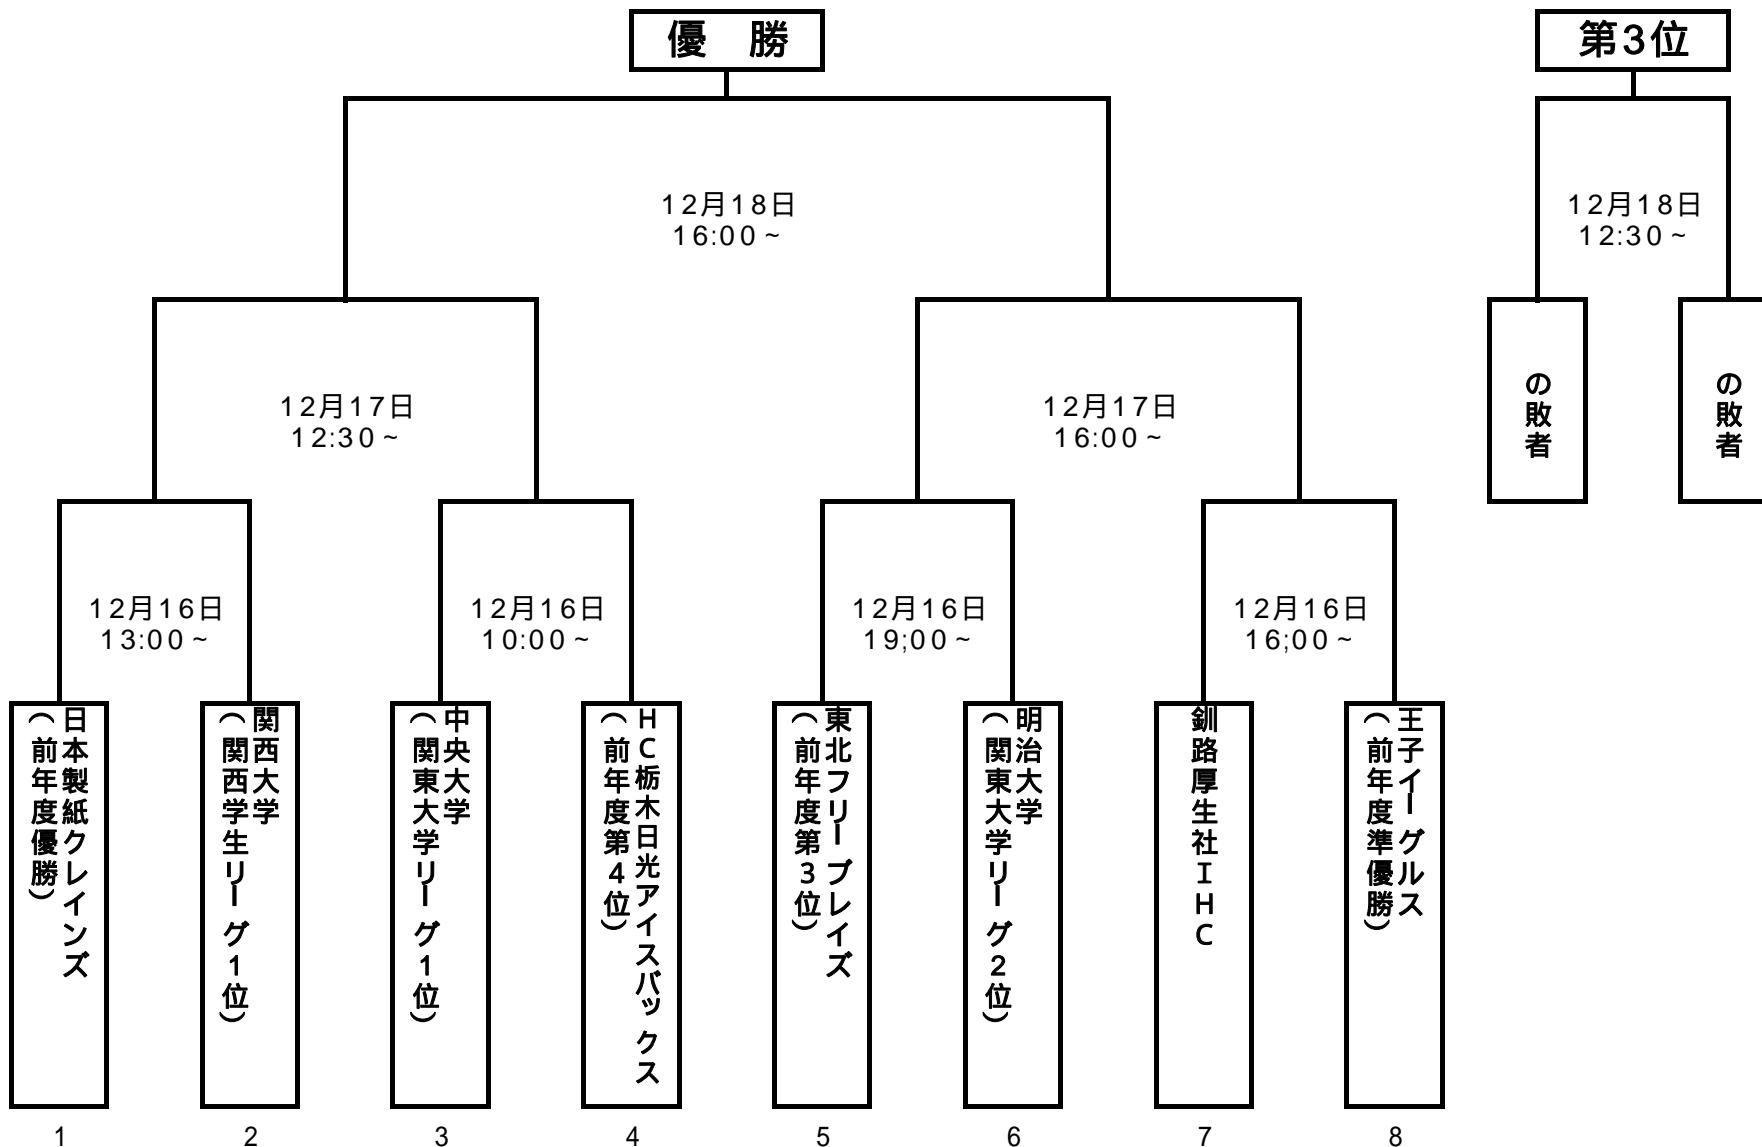 優　勝
第3位
12月18日
16:00～
12月18日
12:30～
12月17日
12:30～
12月17日
16:00～
の敗者
の敗者
12月16日
13:00～
12月16日
10:00～
12月16日
19;00～
12月16日
16;00～
日本製紙クレインズ
（前年度優勝）
関西大学
（関西学生リーグ1位）
中央大学
（関東大学リーグ1位）
HC栃木日光アイスバックス
（前年度第4位）
東北フリーブレイズ
（前年度第3位）
明治大学
（関東大学リーグ2位）
釧路厚生社IHC
王子イーグルス
（前年度準優勝）
1
2
3
4
5
6
7
8